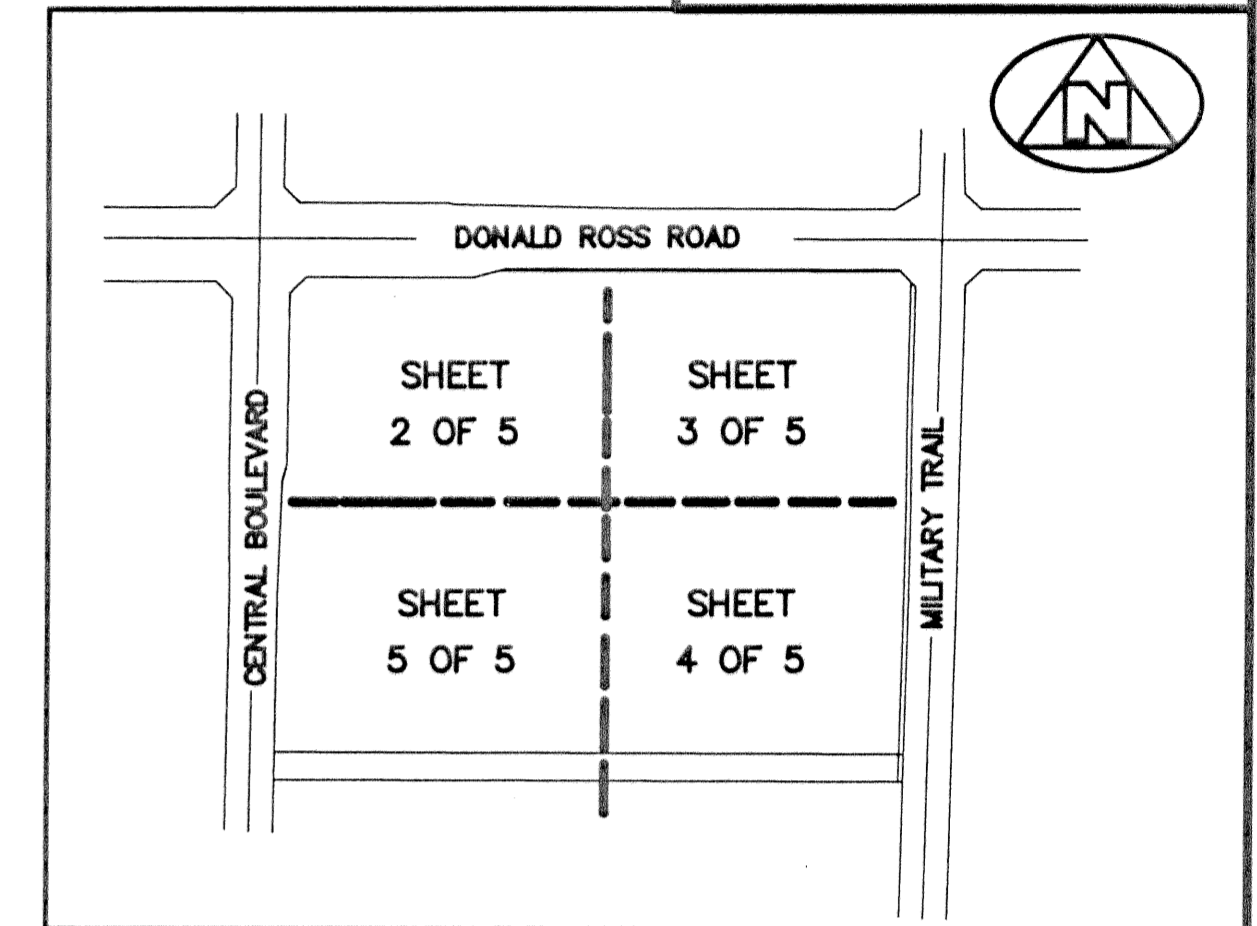 N
DONALD ROSS ROAD
SHEET
2 OF 5
SHEET
3 OF 5
CENTRAL BOULEVARD
MILITARY TRAIL
SHEET
5 OF 5
SHEET
4 OF 5